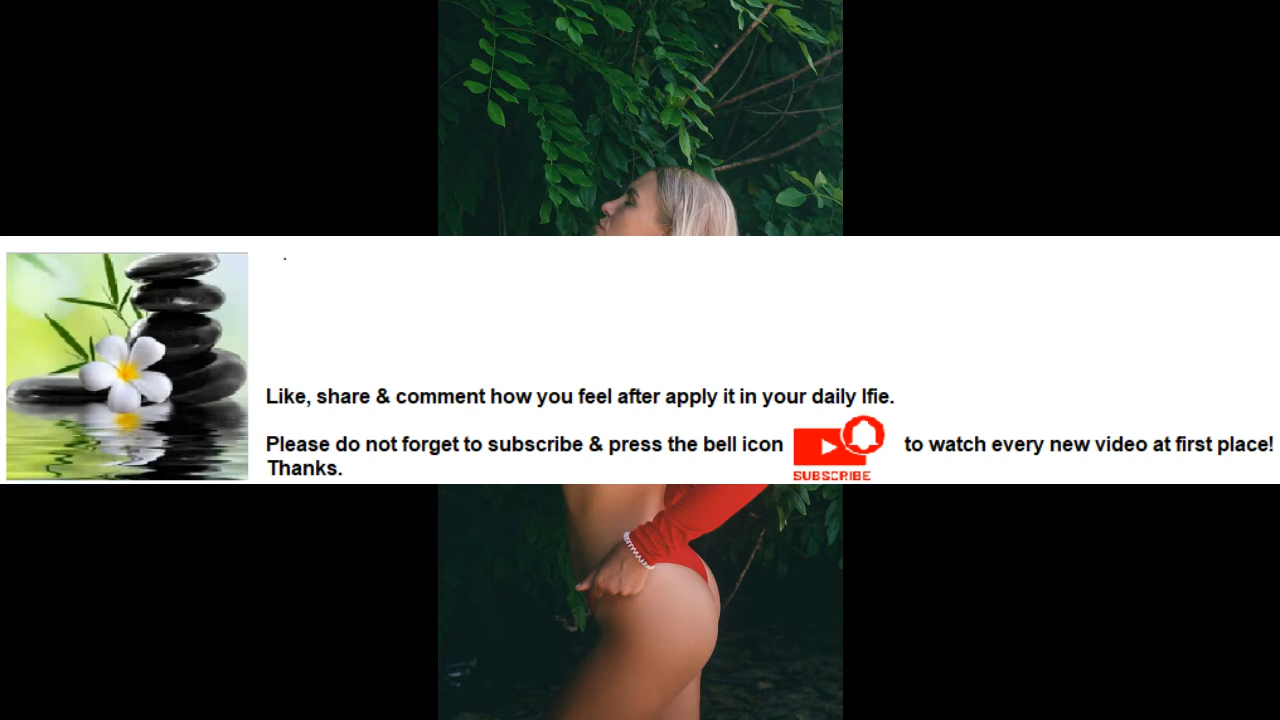 Like, share & comment how you feel after apply it in your daily lfie.
Please do not forget to subscribe & press the bell icon to watch every new video at first place!
SUBSCRIBE
Thanks.